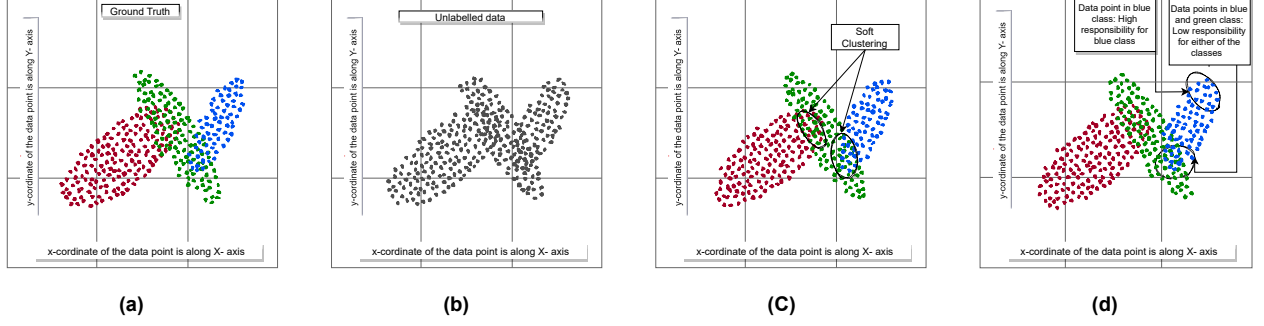 Ground Truth
y-cordinate of the data point is along Y- axis
x-cordinate of the data point is along X- axis
(a)
Unlabelled data
y-cordinate of the data point is along Y- axis
x-cordinate of the data point is along X- axis
(b)
Soft
Clustering
y-cordinate of the data point is along Y- axis
x-cordinate of the data point is along X- axis
(C)
Data point in blue
class: High
responsibility for
blue class
Data points in blue
and green class:
Low responsibility
for either of the
classes
y-cordinate of the data point is along Y- axis
x-cordinate of the data point is along X- axis
(d)